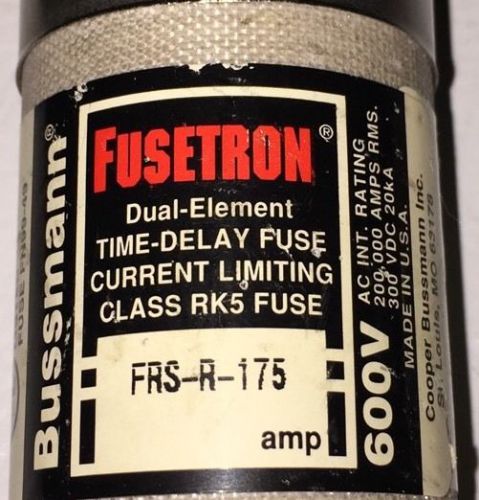 Bussmann®
FUSETRON®
Dual-Element
TIME-DELAY FUSE
CURRENT LIMITING
CLASS RK5 FUSE
FRS-R-175
amp
600V
AC INT. RATING
200,000 AMPS RMS.
300 VDC 20kA
MADE IN U.S.A.
Cooper Bussmann Inc.
St. Louis, MO 63178